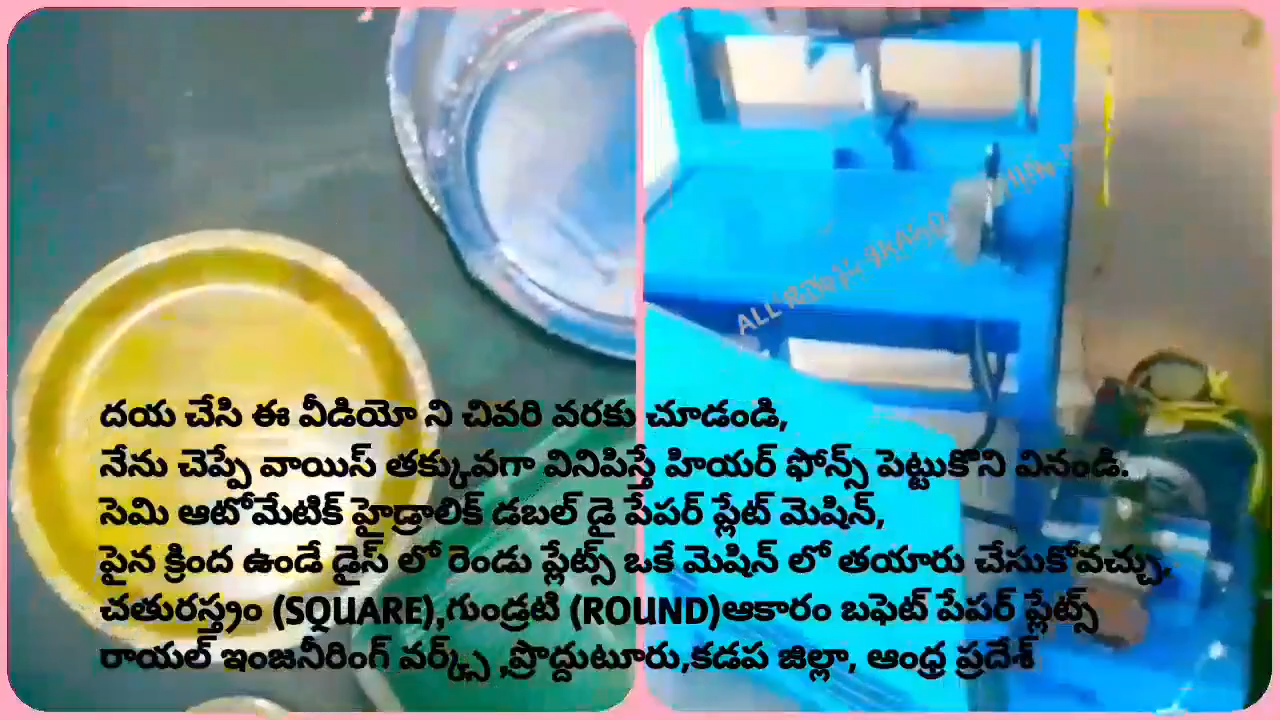 దయ చేసి ఈ వీడియో ని చివరి వరకు చూడండి,
నేను చెప్పే వాయిస్ తక్కువగా వినిపిస్తే హియర్ ఫోన్స్ పెట్టుకొని వినండి.
సెమి ఆటోమేటిక్ హైడ్రాలిక్ డబల్ డై పేపర్ ప్లేట్ మెషిన్,
పైన క్రింద ఉండే డైస్ లో రెండు ప్లేట్స్ ఒకే మెషిన్ లో తయారు చేసుకోవచ్చు,
చతురస్త్రం (SQUARE),గుండ్రటి (ROUND)ఆకారం బఫెట్ పేపర్ ప్లేట్స్
రాయల్ ఇంజనీరింగ్ వర్క్స్ ,ప్రొద్దుటూరు,కడప జిల్లా, ఆంధ్ర ప్రదేశ్
ALL